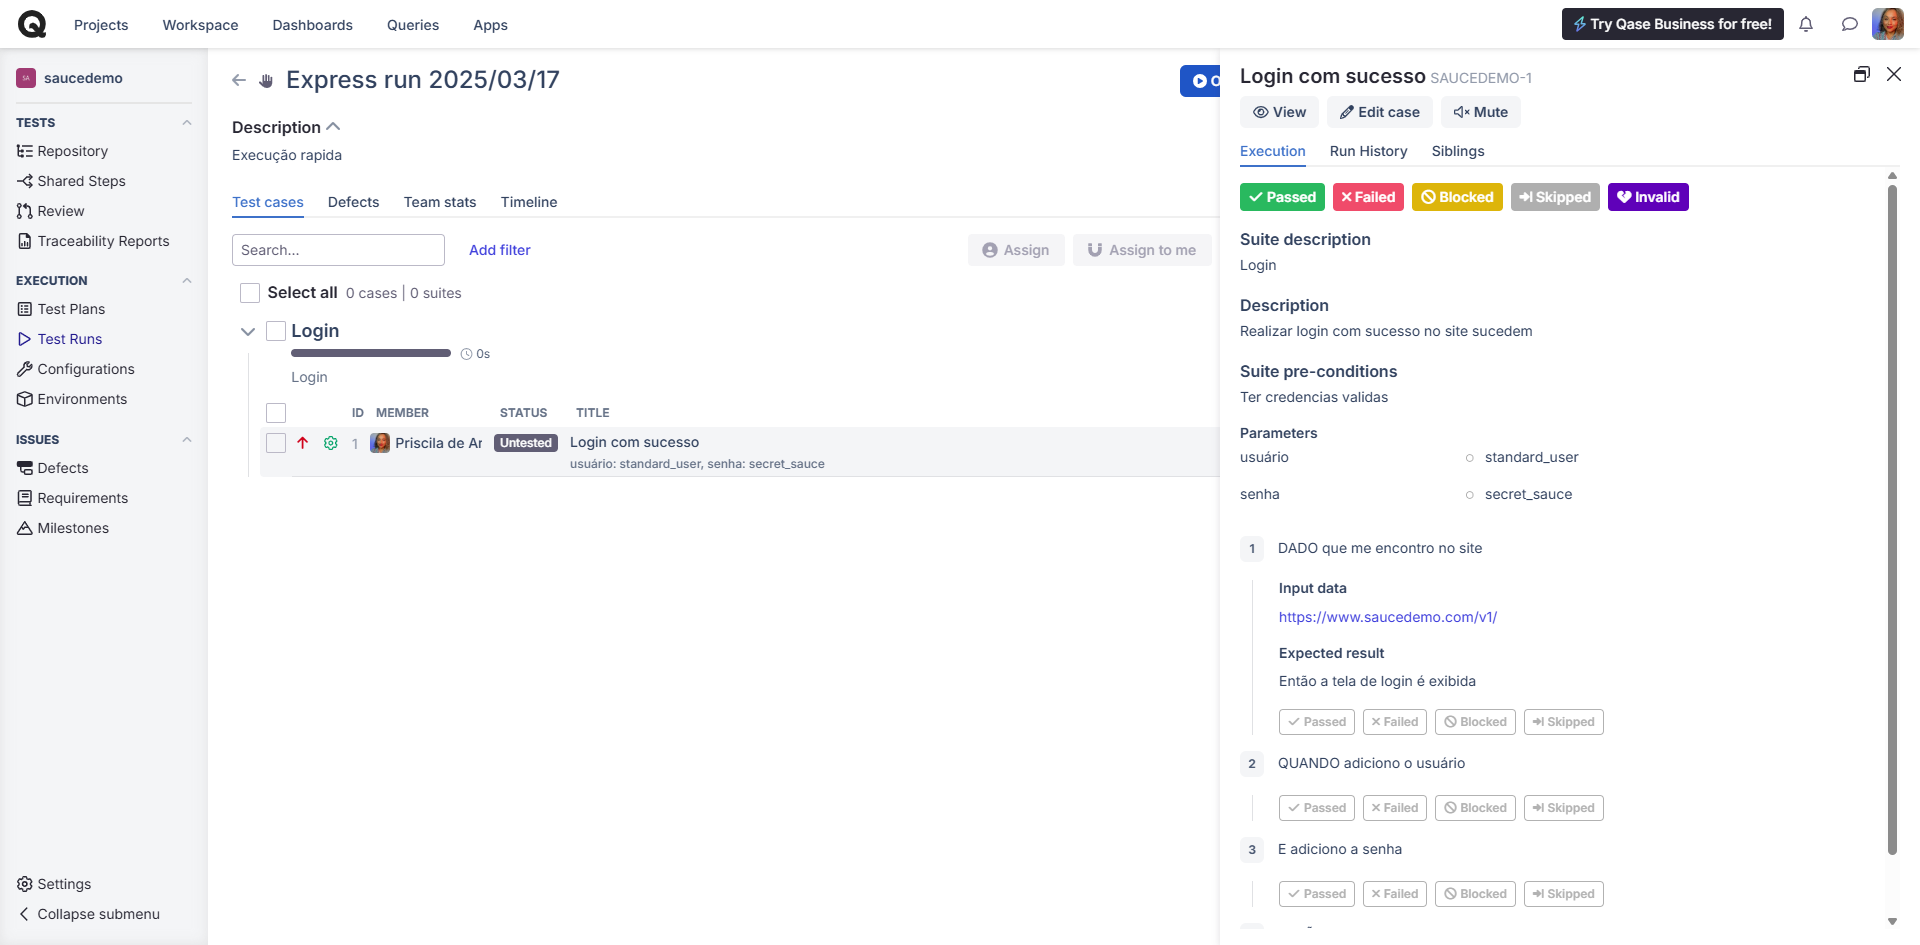 Projects
Workspace
Dashboards
Queries
Apps
Try Qase Business for free!
SA saucedemo
TESTS
Repository
Shared Steps
Review
Traceability Reports
EXECUTION
Test Plans
Test Runs
Configurations
Environments
ISSUES
Defects
Requirements
Milestones
Settings
Collapse submenu
Express run 2025/03/17
Description
Execução rapida
Test cases
Defects
Team stats
Timeline
Search...
Add filter
Assign
Assign to me
Select all 0 cases | 0 suites
Login
0s
Login
ID MEMBER STATUS TITLE
1 Priscila de Ar Untested Login com sucesso
usuário: standard_user, senha: secret_sauce
Login com sucesso SAUCEDEMO-1
View
Edit case
Mute
Execution
Run History
Siblings
Passed
Failed
Blocked
Skipped
Invalid
Suite description
Login
Description
Realizar login com sucesso no site sucedem
Suite pre-conditions
Ter credencias validas
Parameters
usuário standard_user
senha secret_sauce
1 DADO que me encontro no site
Input data
https://www.saucedemo.com/v1/
Expected result
Então a tela de login é exibida
Passed Failed Blocked Skipped
2 QUANDO adiciono o usuário
Passed Failed Blocked Skipped
3 E adiciono a senha
Passed Failed Blocked Skipped